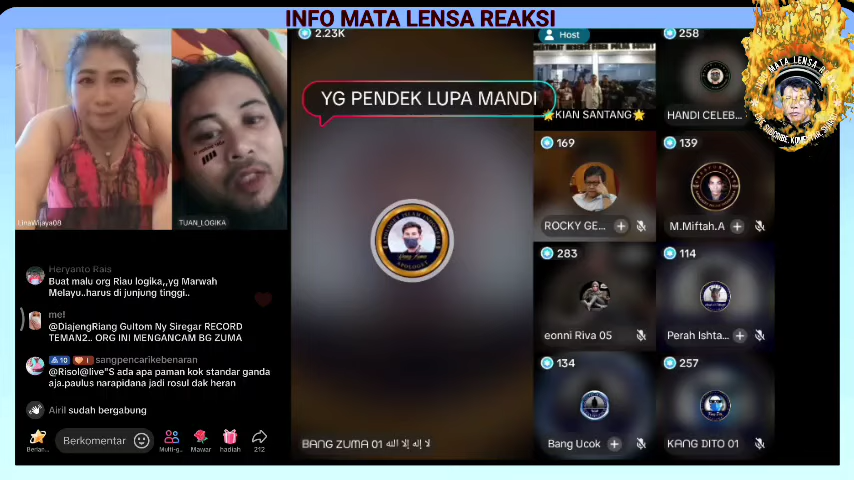 INFO MATA LENSA REAKSI
LinaWijaya08
TUAN_LOGIKA
Heryanto Rais
Buat malu org Riau logika,,yg Marwah
Melayu..harus di junjung tinggi..
me!
@DiajengRiang Gultom Ny Siregar RECORD
TEMAN2.. ORG INI MENGANCAM BG ZUMA
10 1 sangpencarikebenaran
@Risol@live"S ada apa paman kok standar ganda
aja.paulus narapidana jadi rosul dak heran
Airil sudah bergabung
Berkomentar
Berlan...
Multi-g..
Mawar
hadiah
212
2.23K
YG PENDEK LUPA MANDI
BANG ZUMA 01 لا إله إلا الله
Host
KIAN SANTANG
258
HANDI CELEB...
169
ROCKY GE...
139
M.Miftah.A
283
eonni Riva 05
114
Perah Ishta...
134
Bang Ucok
257
KANG DITO 01